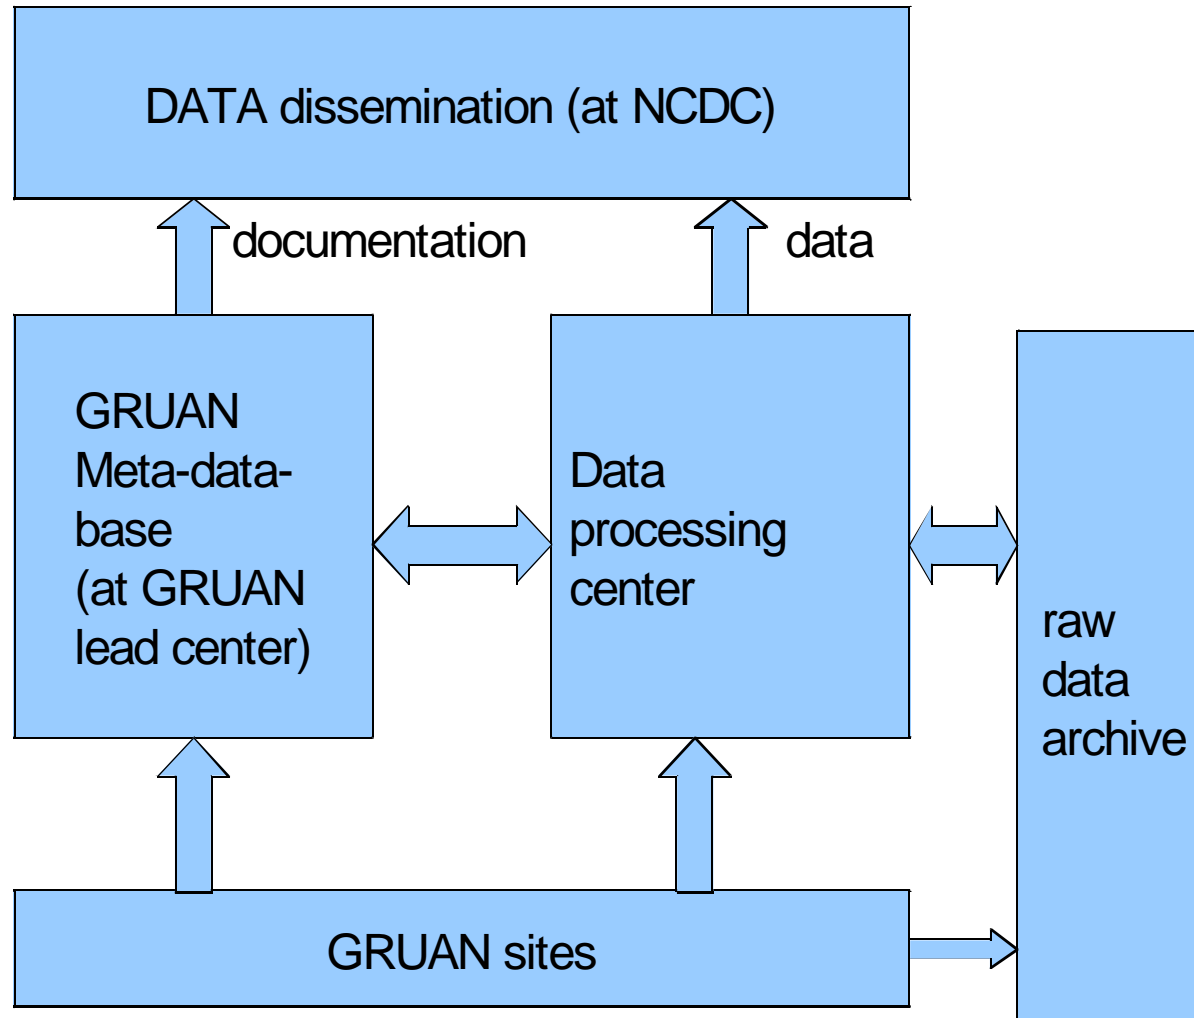 DATA dissemination (at NCDC)
documentation
data
GRUAN
Meta-data-
base
(at GRUAN
lead center)
Data
processing
center
raw
data
archive
GRUAN sites